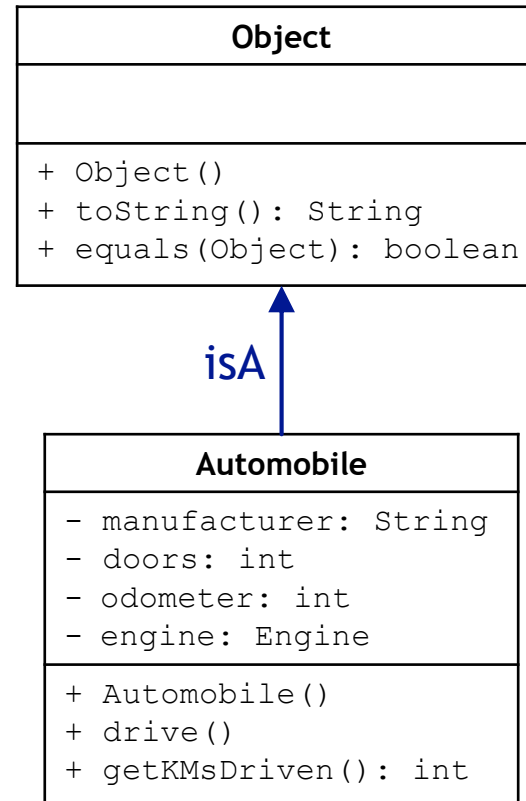 Object
+ Object()
+ toString(): String
+ equals(Object): boolean
isA
Automobile
- manufacturer: String
- doors: int
- odometer: int
- engine: Engine
+ Automobile()
+ drive()
+ getKMsDriven(): int